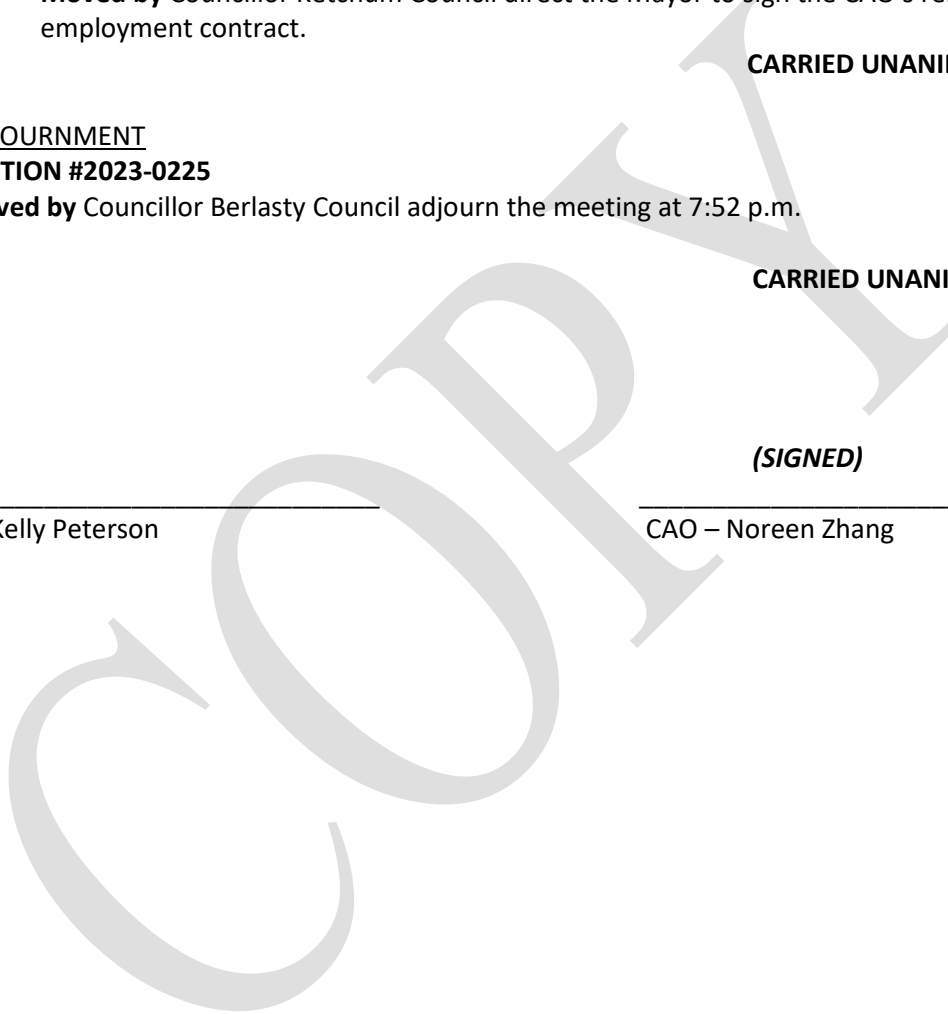 Moved by Councillor Ketchum Council direct the Mayor to sign the CAO's
employment contract.
CARRIED
OURNMENT
TION #2023-0225
ved by Councillor Berlasty Council adjourn the meeting at 7:52 p.m.
CARRIED
(SIGNED)
Kelly Peterson
CAO – Noreen Zhang
COPY